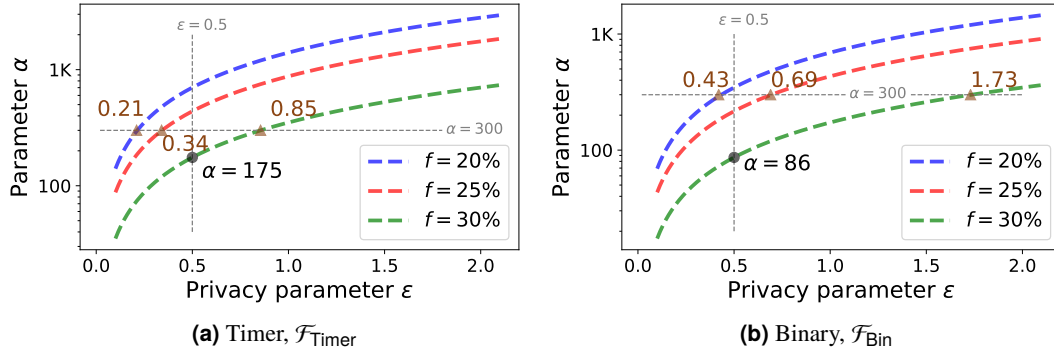 ε = 0.5
1K
0.21
0.85
α = 300
0.34
α = 175
100
f = 20%
f = 25%
f = 30%
0.0 0.5 1.0 1.5 2.0
Privacy parameter ε
Parameter α
(a) Timer, ℱTimer
ε = 0.5
1K
0.43
0.69
1.73
α = 300
100
α = 86
f = 20%
f = 25%
f = 30%
0.0 0.5 1.0 1.5 2.0
Privacy parameter ε
Parameter α
(b) Binary, ℱBin